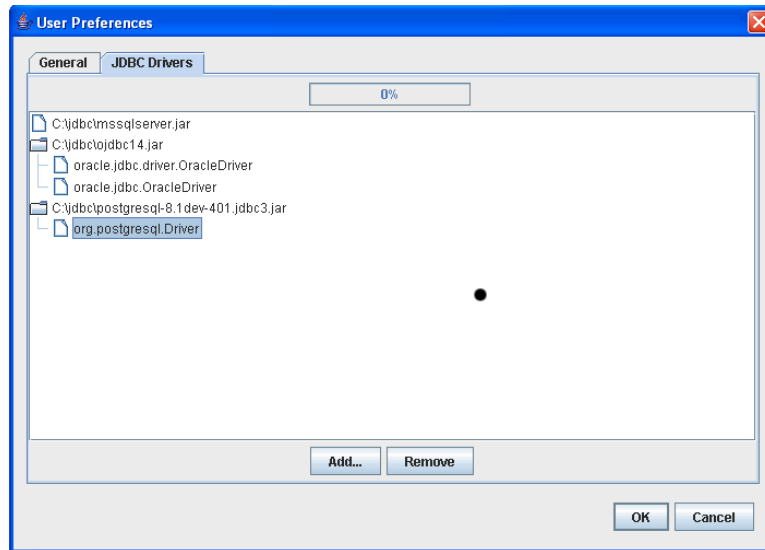 User Preferences
General JDBC Drivers
0%
C:\jdbc\mssqlserver.jar
C:\jdbc\ojdbc14.jar
oracle.jdbc.driver.OracleDriver
oracle.jdbc.OracleDriver
C:\jdbc\postgresql-8.1dev-401.jdbc3.jar
org.postgresql.Driver
Add... Remove
OK Cancel